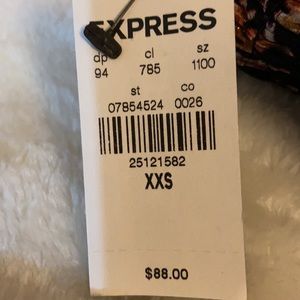 EXPRESS
dp cl sz
94 785 1100
st co
07854524 0026
25121582
XXS
$88.00